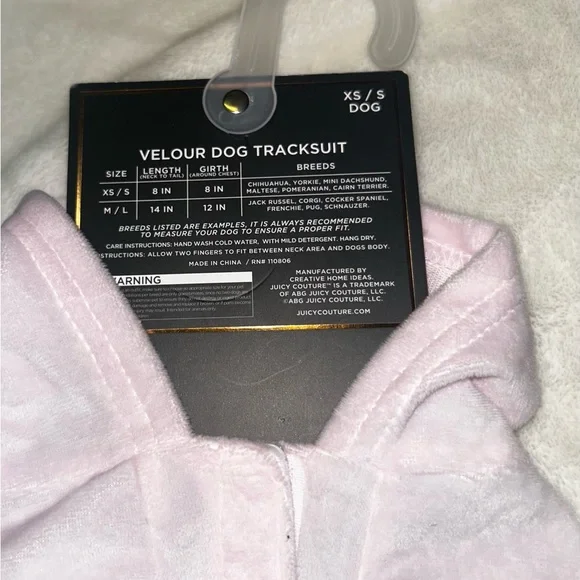 XS / S
DOG
VELOUR DOG TRACKSUIT
SIZE LENGTH (NECK TO TAIL) GIRTH (AROUND CHEST) BREEDS
XS / S 8 IN 8 IN CHIHUAHUA, YORKIE, MINI DACHSHUND, MALTESE, POMERANIAN, CAIRN TERRIER.
M / L 14 IN 12 IN JACK RUSSEL, CORGI, COCKER SPANIEL, FRENCHIE, PUG, SCHNAUZER.
BREEDS LISTED ARE EXAMPLES, IT IS ALWAYS RECOMMENDED
TO MEASURE YOUR DOG TO ENSURE A PROPER FIT.
CARE INSTRUCTIONS: HAND WASH COLD WATER, WITH MILD DETERGENT. HANG DRY.
STRUCTIONS: ALLOW TWO FINGERS TO FIT BETWEEN NECK AREA AND DOGS BODY.
MADE IN CHINA / RN# 110806
ARNING
MANUFACTURED BY
CREATIVE HOME IDEAS.
JUICY COUTURE™ IS A TRADEMARK
OF ABG JUICY COUTURE, LLC.
©ABG JUICY COUTURE, LLC.
JUICYCOUTURE.COM